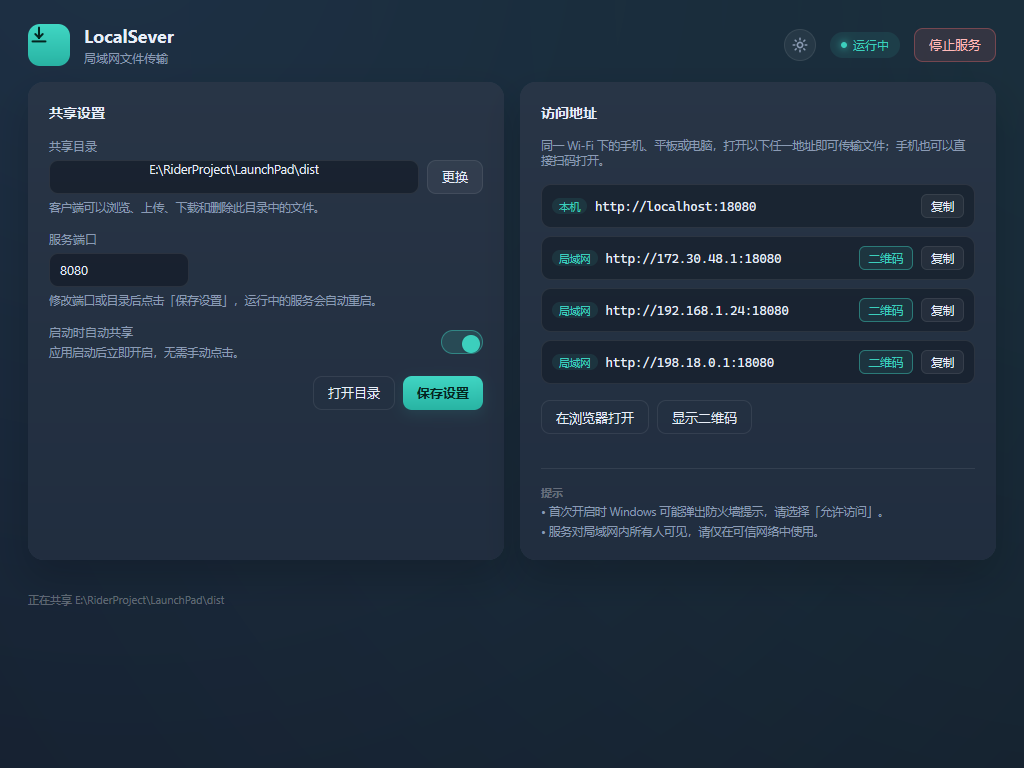 LocalSever
局域网文件传输
运行中
停止服务
共享设置
共享目录
E:\RiderProject\LaunchPad\dist
更换
客户端可以浏览、上传、下载和删除此目录中的文件。
服务端口
8080
修改端口或目录后点击「保存设置」，运行中的服务会自动重启。
启动时自动共享
应用启动后立即开启，无需手动点击。
打开目录
保存设置
访问地址
同一 Wi-Fi 下的手机、平板或电脑，打开以下任一地址即可传输文件；手机也可以直
接扫码打开。
本机 http://localhost:18080 复制
局域网 http://172.30.48.1:18080 二维码 复制
局域网 http://192.168.1.24:18080 二维码 复制
局域网 http://198.18.0.1:18080 二维码 复制
在浏览器打开
显示二维码
提示
• 首次开启时 Windows 可能弹出防火墙提示，请选择「允许访问」。
• 服务对局域网内所有人可见，请仅在可信网络中使用。
正在共享 E:\RiderProject\LaunchPad\dist